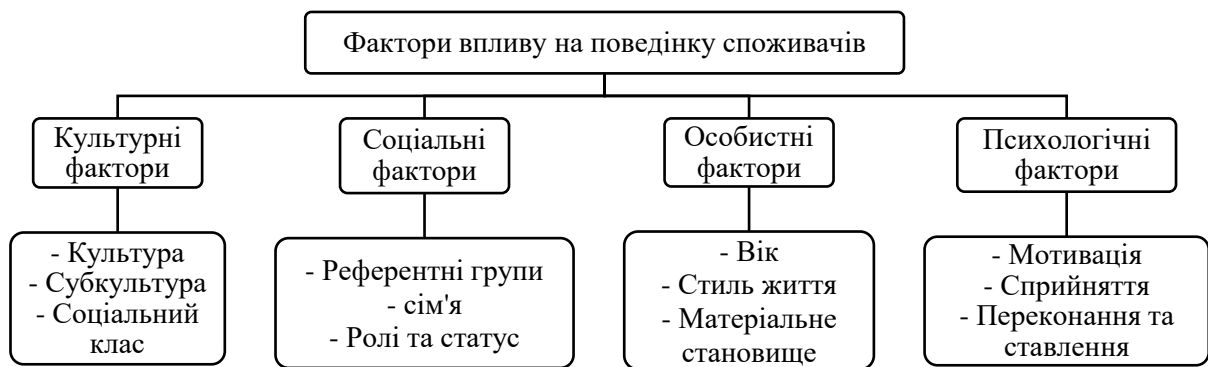 Фактори впливу на поведінку споживачів
Культурні
фактори
Соціальні
фактори
Особистні
фактори
Психологічні
фактори
- Культура
- Субкультура
- Соціальний
клас
- Референтні групи
- сім'я
- Ролі та статус
- Вік
- Стиль життя
- Матеріальне
становище
- Мотивація
- Сприйняття
- Переконання та
ставлення